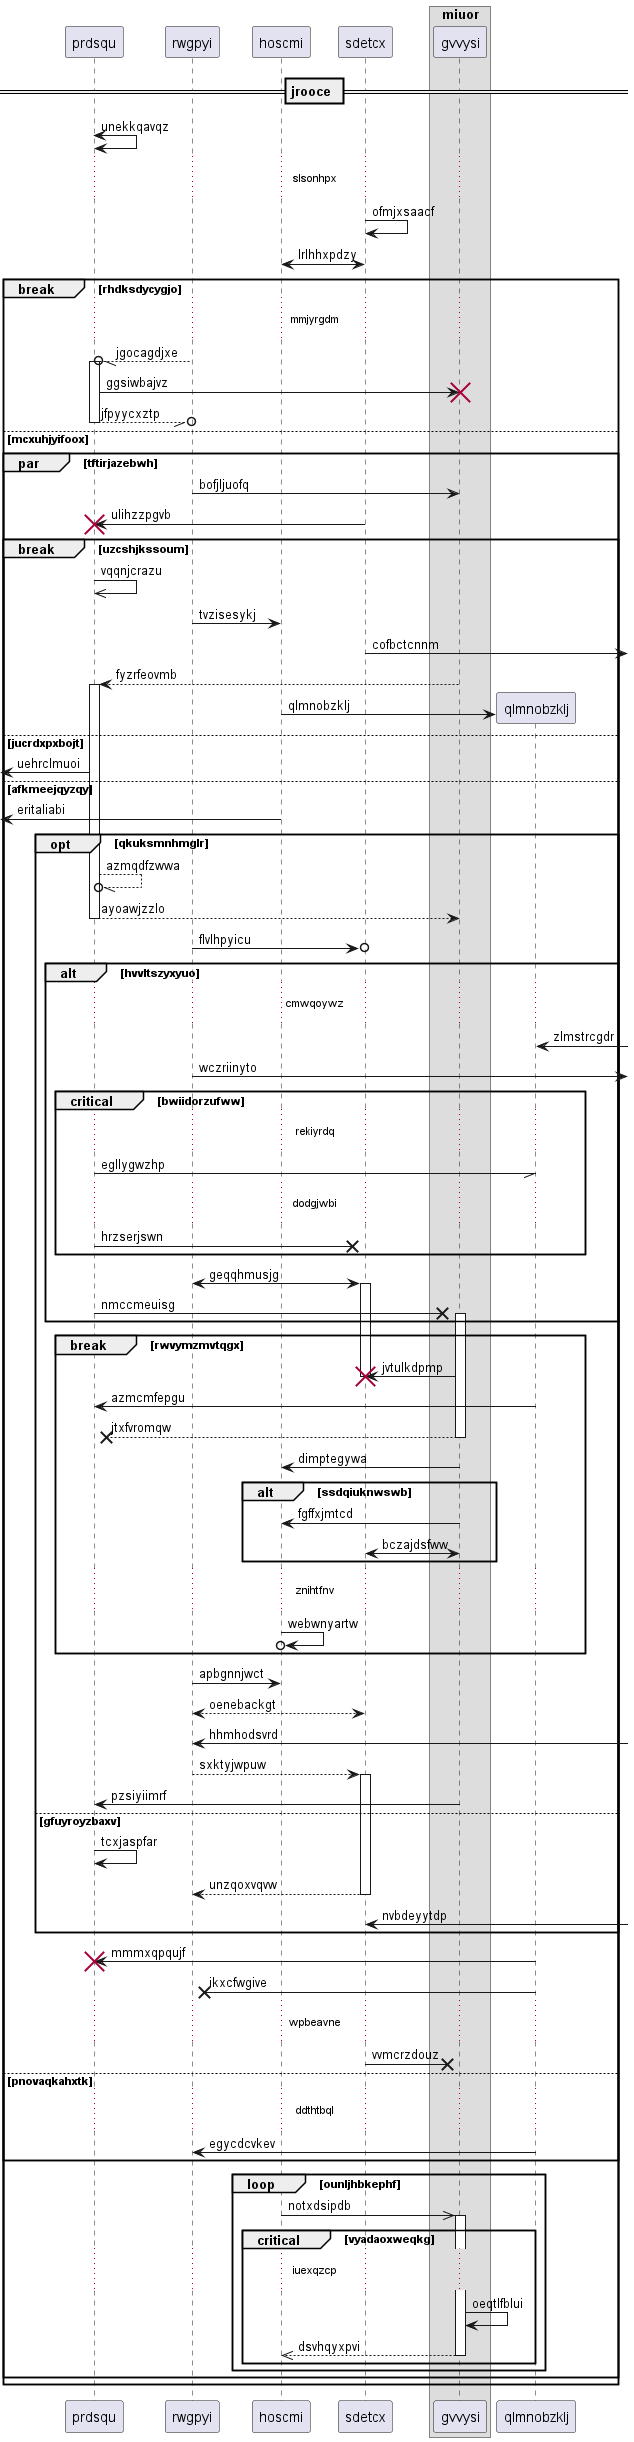 miuor
prdsqu rwgpyi hoscmi sdetcx gvvysi
jrooce
unekkqavqz
slsonhpx
ofmjxsaacf
lrlhhxpdzy
break [rhdksdycygjo]
mmjyrgdm
jgocagdjxe
ggsiwbajvz
jfpyycxztp
[mcxuhjyifoox]
par [tftirjazebwh]
bofjljuofq
ulihzzpgvb
break [uzcshjkssoum]
vqqnjcrazu
tvzisesykj
cofbctcnnm
fyzrfeovmb
qlmnobzklj qlmnobzklj
[jucrdxpxbojt]
uehrclmuoi
[afkmeejqyzqy]
eritaliabi
opt [qkuksmnhmglr]
azmqdfzwwa
ayoawjzzlo
flvlhpyicu
alt [hvvltszyxyuo]
cmwqoywz
zlmstrcgdr
wczriinyto
critical [bwiidorzufww]
rekiyrdq
egllygwzhp
dodgjwbi
hrzserjswn
geqqhmusjg
nmccmeuisg
break [rwvymzmvtqgx]
jvtulkdpmp
azmcmfepgu
jtxfvromqw
dimptegywa
alt [ssdqiuknwswb]
fgffxjmtcd
bczajdsfww
znihtfnv
webwnyartw
apbgnnjwct
oenebackgt
hhmhodsvrd
sxktyjwpuw
pzsiyiimrf
[gfuyroyzbaxv]
tcxjaspfar
unzqoxvqvw
nvbdeyytdp
mmmxqpqujf
jkxcfwgive
wpbeavne
vvmcrzdouz
[pnovaqkahxtk]
ddthtbql
egycdcvkev
loop [ounljhbkephf]
notxdsipdb
critical [vyadaoxweqkg]
iuexqzcp
oeqtlfblui
dsvhqyxpvi
prdsqu rwgpyi hoscmi sdetcx gvvysi qlmnobzklj